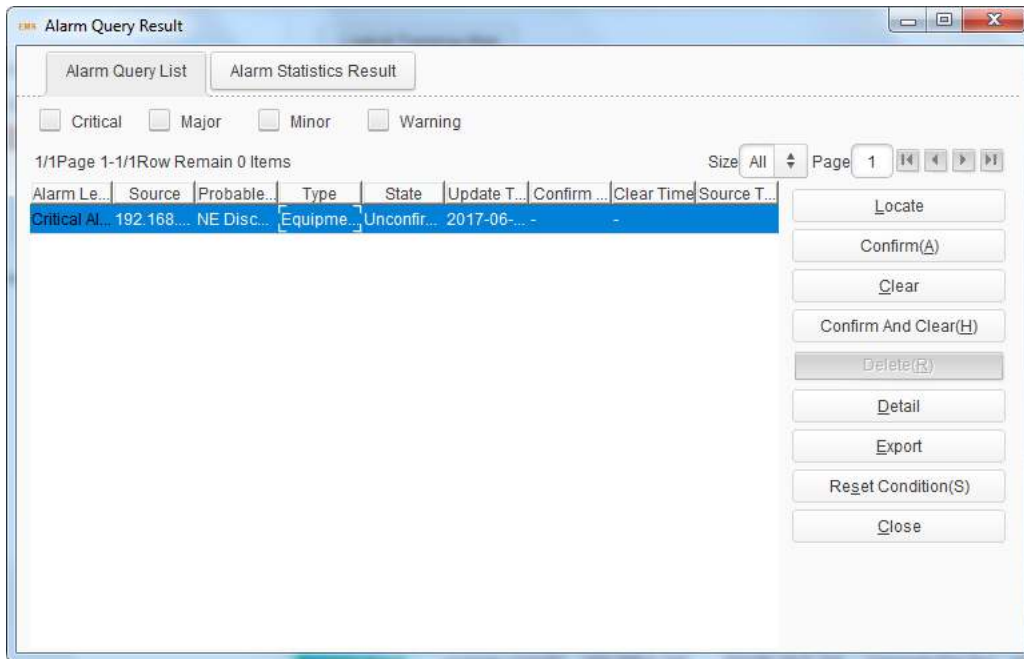 EMS Alarm Query Result
Alarm Query List Alarm Statistics Result
Critical Major Minor Warning
1/1Page 1-1/1Row Remain 0 Items Size All Page 1
Alarm Le... Source Probable... Type State Update T... Confirm ... Clear Time Source T...
Critical Al... 192.168.... NE Disc... Equipme... Unconfir... 2017-06-... - -
Locate
Confirm(A)
Clear
Confirm And Clear(H)
Delete(R)
Detail
Export
Reset Condition(S)
Close